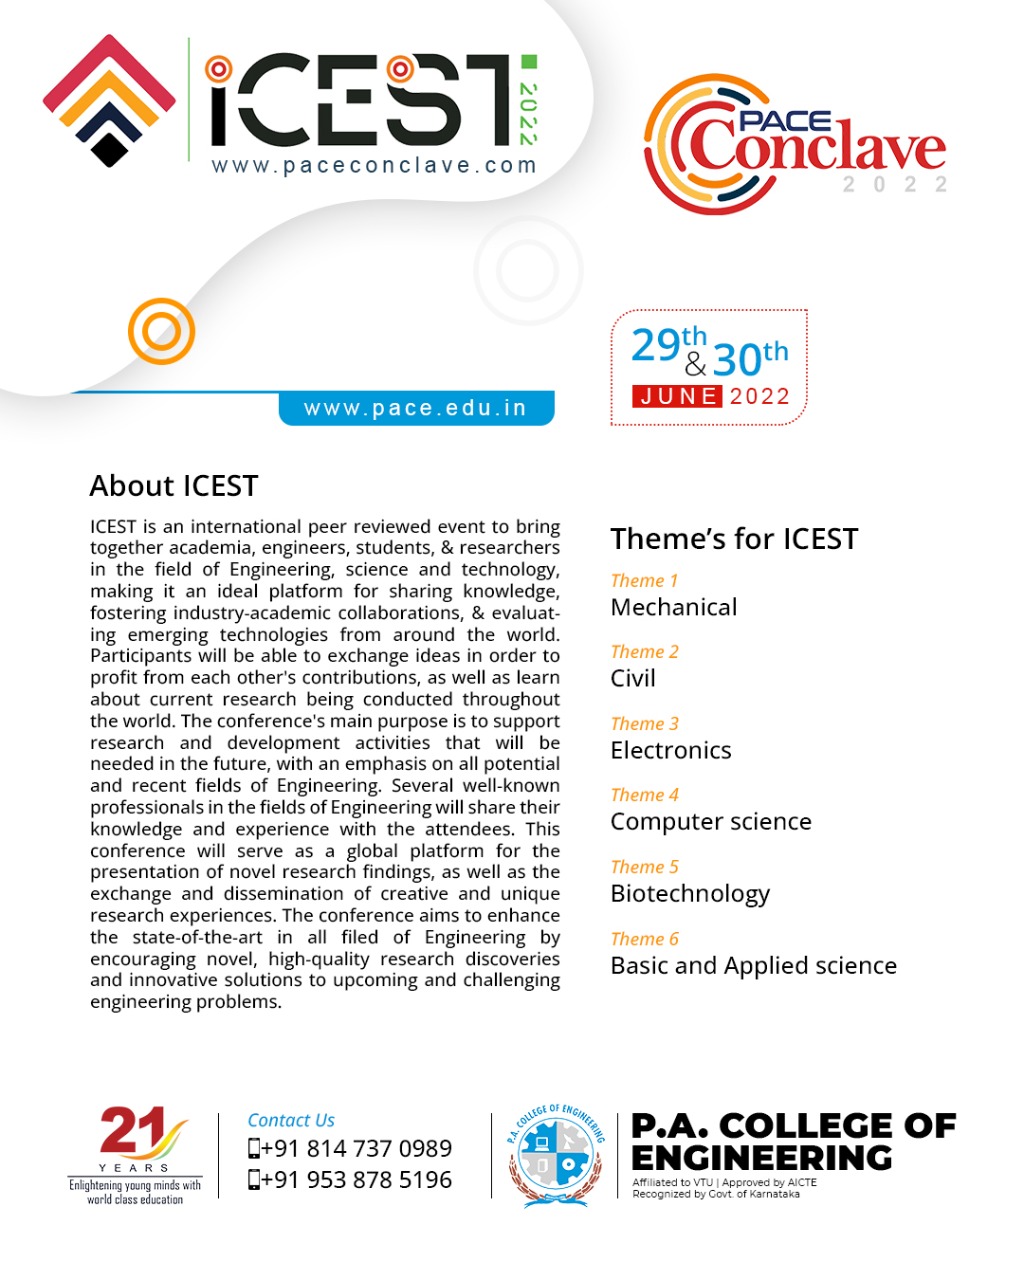 iCEST 2022
www.paceconclave.com
PACE
Conclave
2022
29th & 30th
JUNE 2022
www.pace.edu.in
About ICEST
ICEST is an international peer reviewed event to bring
together academia, engineers, students, & researchers
in the field of Engineering, science and technology,
making it an ideal platform for sharing knowledge,
fostering industry-academic collaborations, & evaluat-
ing emerging technologies from around the world.
Participants will be able to exchange ideas in order to
profit from each other's contributions, as well as learn
about current research being conducted throughout
the world. The conference's main purpose is to support
research and development activities that will be
needed in the future, with an emphasis on all potential
and recent fields of Engineering. Several well-known
professionals in the fields of Engineering will share their
knowledge and experience with the attendees. This
conference will serve as a global platform for the
presentation of novel research findings, as well as the
exchange and dissemination of creative and unique
research experiences. The conference aims to enhance
the state-of-the-art in all filed of Engineering by
encouraging novel, high-quality research discoveries
and innovative solutions to upcoming and challenging
engineering problems.
Theme’s for ICEST
Theme 1
Mechanical
Theme 2
Civil
Theme 3
Electronics
Theme 4
Computer science
Theme 5
Biotechnology
Theme 6
Basic and Applied science
21
YEARS
Enlightening young minds with
world class education
Contact Us
+91 814 737 0989
+91 953 878 5196
P.A. COLLEGE OF ENGINEERING
P.A. COLLEGE OF
ENGINEERING
Affiliated to VTU | Approved by AICTE
Recognized by Govt. of Karnataka